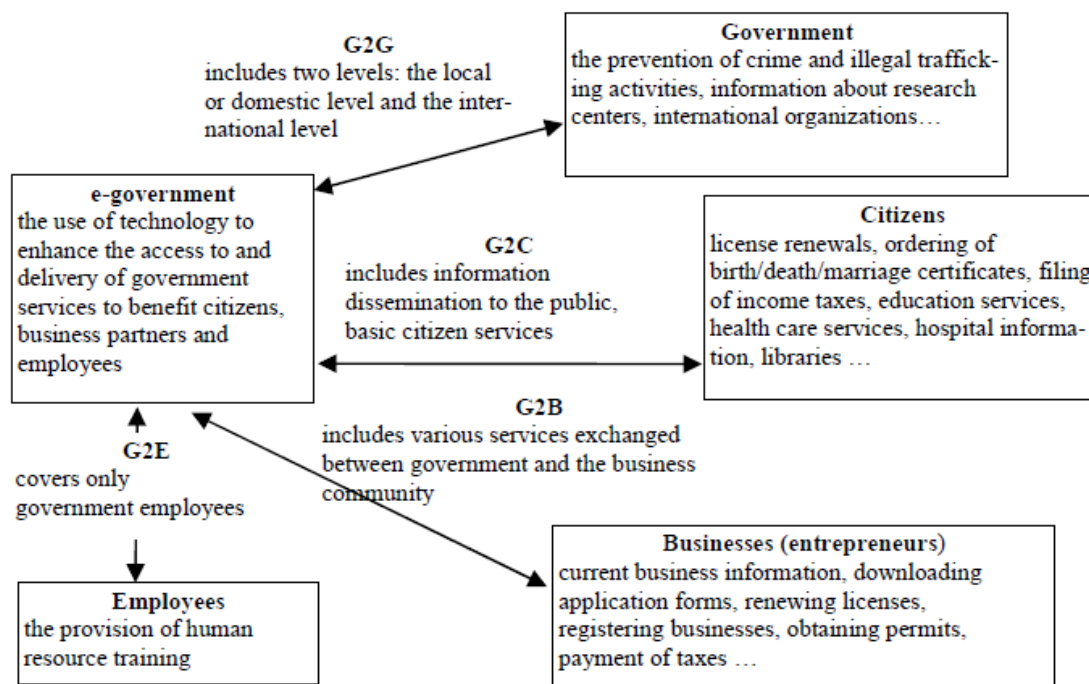 G2G
includes two levels: the local
or domestic level and the inter-
national level
Government
the prevention of crime and illegal traffick-
ing activities, information about research
centers, international organizations…
e-government
the use of technology to
enhance the access to and
delivery of government
services to benefit citizens,
business partners and
employees
G2C
includes information
dissemination to the public,
basic citizen services
Citizens
license renewals, ordering of
birth/death/marriage certificates, filing
of income taxes, education services,
health care services, hospital informa-
tion, libraries …
G2B
includes various services exchanged
between government and the business
community
G2E
covers only
government employees
Employees
the provision of human
resource training
Businesses (entrepreneurs)
current business information, downloading
application forms, renewing licenses,
registering businesses, obtaining permits,
payment of taxes …